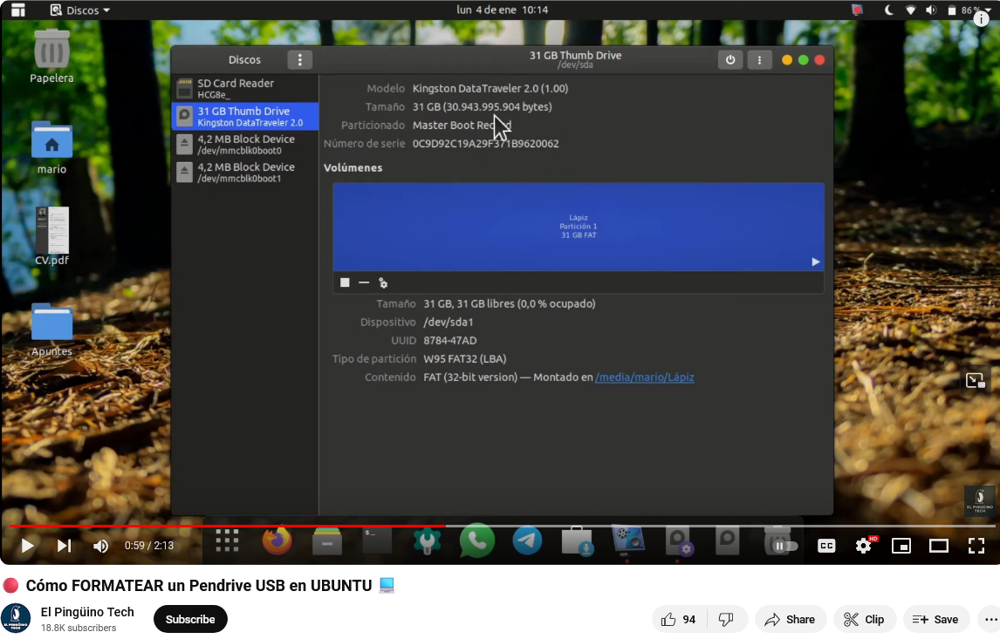 Discos
lun 4 de ene 10:14
86 %
Papelera
mario
CV.pdf
Apuntes
Discos
31 GB Thumb Drive
/dev/sda
SD Card Reader
HCG8e_
31 GB Thumb Drive
Kingston DataTraveler 2.0
4,2 MB Block Device
/dev/mmcblk0boot0
4,2 MB Block Device
/dev/mmcblk0boot1
Modelo Kingston DataTraveler 2.0 (1.00)
Tamaño 31 GB (30.943.995.904 bytes)
Particionado Master Boot
Número de serie 0C9D92C19A29F371B9620062
Volúmenes
Lápiz
Partición 1
31 GB FAT
Tamaño 31 GB, 31 GB libres (0,0 % ocupado)
Dispositivo /dev/sda1
UUID 8784-47AD
Tipo de partición W95 FAT32 (LBA)
Contenido FAT (32-bit version) — Montado en /media/mario/Lápiz
EL PINGÜINO
TECH
0:59 / 2:13
CC
HD
Cómo FORMATEAR un Pendrive USB en UBUNTU
EL PINGÜINO
TECH
El Pingüino Tech
18.8K subscribers
Subscribe
94
Share
Clip
Save